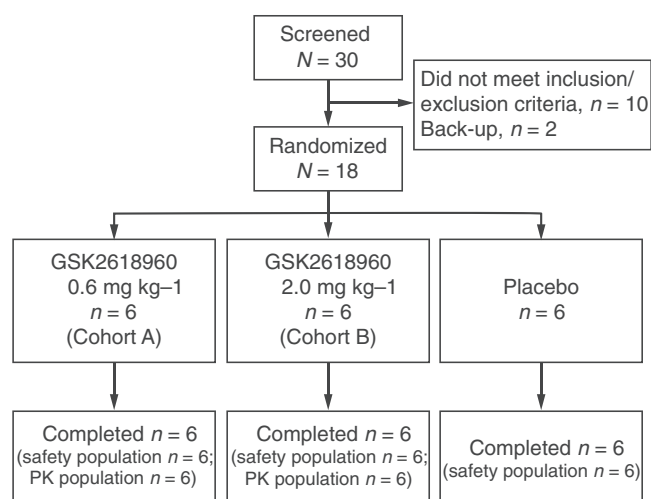 Screened
N = 30
Did not meet inclusion/
exclusion criteria, n = 10
Back-up, n = 2
Randomized
N = 18
GSK2618960
0.6 mg kg–1
n = 6
(Cohort A)
GSK2618960
2.0 mg kg–1
n = 6
(Cohort B)
Placebo
n = 6
Completed n = 6
(safety population n = 6;
PK population n = 6)
Completed n = 6
(safety population n = 6;
PK population n = 6)
Completed n = 6
(safety population n = 6)